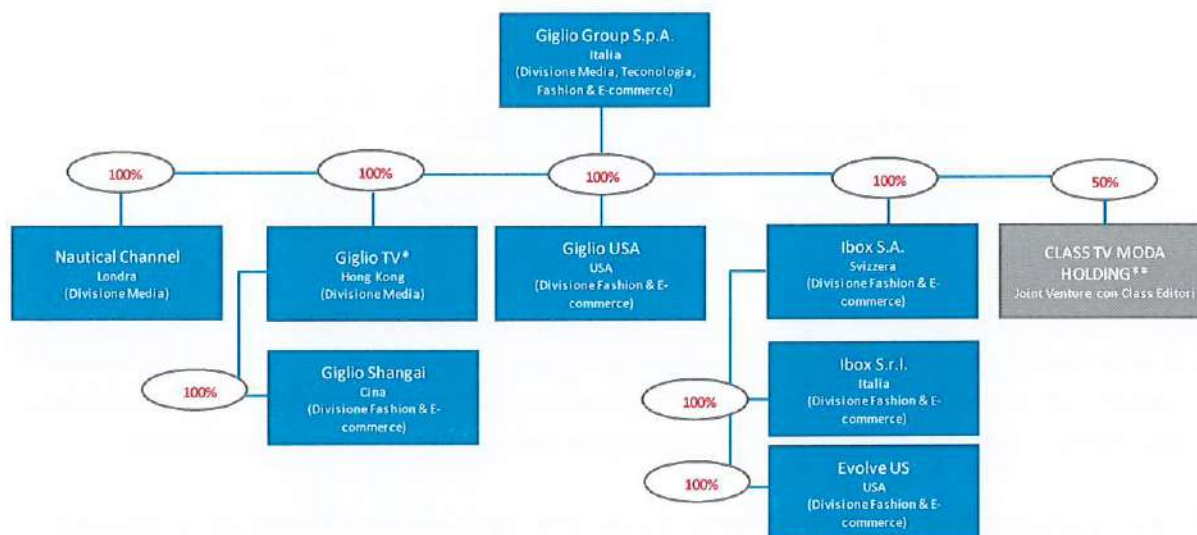 Giglio Group S.p.A.
Italia
(Divisione Media, Teconologia,
Fashion & E-commerce)
100%
100%
100%
100%
50%
Nautical Channel
Londra
(Divisione Media)
Giglio TV*
Hong Kong
(Divisione Media)
Giglio USA
USA
(Divisione Fashion & E-
commerce)
Ibox S.A.
Svizzera
(Divisione Fashion & E-
commerce)
CLASS TV MODA
HOLDING**
Joint Venture con Class Editori
100%
Giglio Shangai
Cina
(Divisione Fashion & E-
commerce)
100%
Ibox S.r.l.
Italia
(Divisione Fashion & E-
commerce)
100%
Evolve US
USA
(Divisione Fashion & E-
commerce)